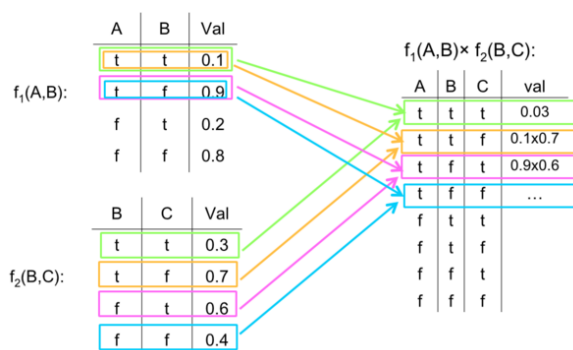 A B Val
t t 0.1
f₁(A,B): t f 0.9
f t 0.2
f f 0.8
B C Val
t t 0.3
f₂(B,C): t f 0.7
f t 0.6
f f 0.4
f₁(A,B)× f₂(B,C):
A B C val
t t t 0.03
t t f 0.1x0.7
t f t 0.9x0.6
t f f …
f t t
f t f
f f t
f f f